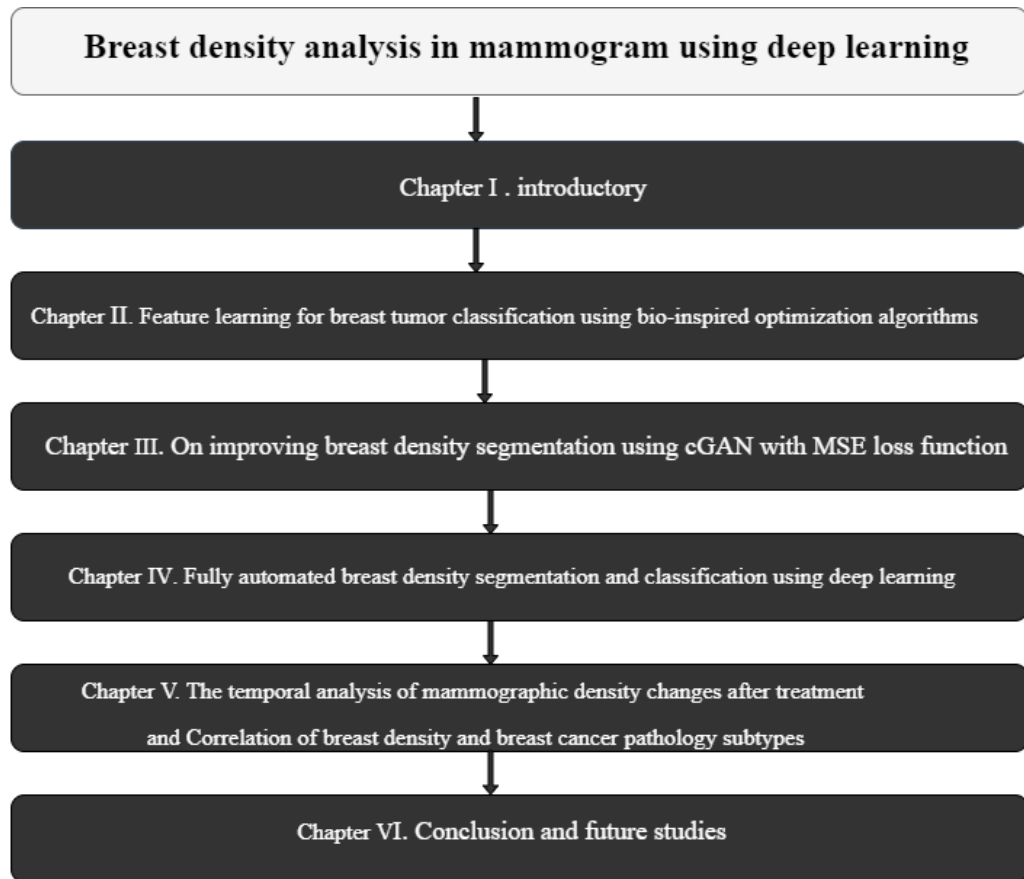 Breast density analysis in mammogram using deep learning
Chapter I . introductory
Chapter II. Feature learning for breast tumor classification using bio-inspired optimization algorithms
Chapter III. On improving breast density segmentation using cGAN with MSE loss function
Chapter IV. Fully automated breast density segmentation and classification using deep learning
Chapter V. The temporal analysis of mammographic density changes after treatment
and Correlation of breast density and breast cancer pathology subtypes
Chapter VI. Conclusion and future studies